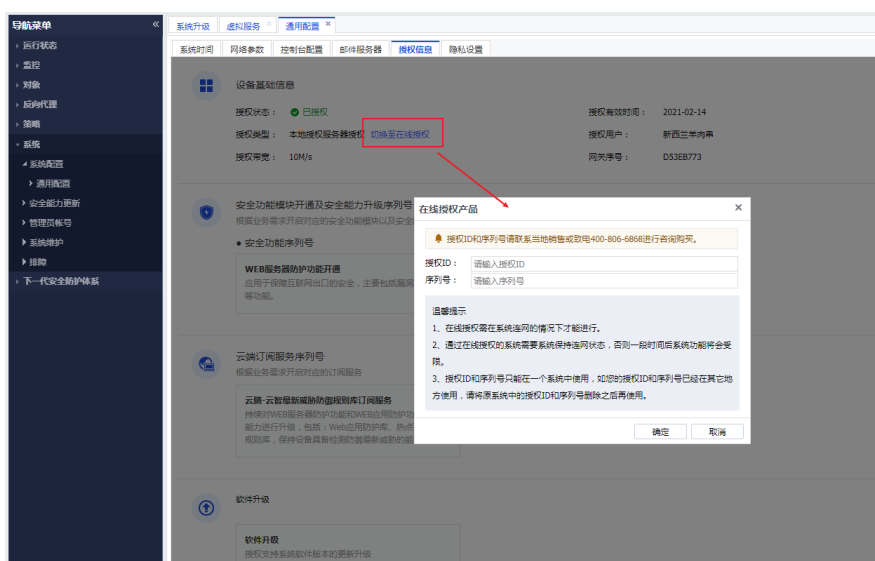 导航菜单 «
系统升级 虚拟服务 × 通用配置 ×
系统时间 网络参数 控制台配置 邮件服务器 授权信息 隐私设置
运行状态
监控
对象
反向代理
策略
系统
系统配置
通用配置
安全能力更新
管理员帐号
系统维护
排障
下一代安全防护体系
设备基础信息
授权状态： 已授权 授权有效时间： 2021-02-14
授权类型： 本地授权服务器授权 切换至在线授权 授权用户： 新西兰羊肉串
授权带宽： 10M/s 网关序号： D53EB773
安全功能模块开通及安全能力升级序列号
根据业务需求开启对应的安全功能模块以及安全
● 安全功能序列号
WEB服务器防护功能开通
应用于保障互联网出口的安全，主要包括漏洞
等功能。
云端订阅服务序列号
根据业务需求开启对应的订阅服务
云脑-云智最新威胁防御规则库订阅服务
持续对WEB服务器防护功能和WEB应用防护功
能力进行升级，包括：Web应用防护库、热点
规则库，保持设备具备检测防御最新威胁的能
软件升级
软件升级
授权支持系统软件版本的更新升级
在线授权产品 ×
授权ID和序列号请联系当地销售或致电400-806-6868进行咨询购买。
授权ID： 请输入授权ID
序列号： 请输入序列号
温馨提示
1、在线授权需在系统连网的情况下才能进行。
2、通过在线授权的系统需要系统保持连网状态，否则一段时间后系统功能将会受
限。
3、授权ID和序列号只能在一个系统中使用，如您的授权ID和序列号已经在其它地
方使用，请将原系统中的授权ID和序列号删除之后再使用。
确定 取消